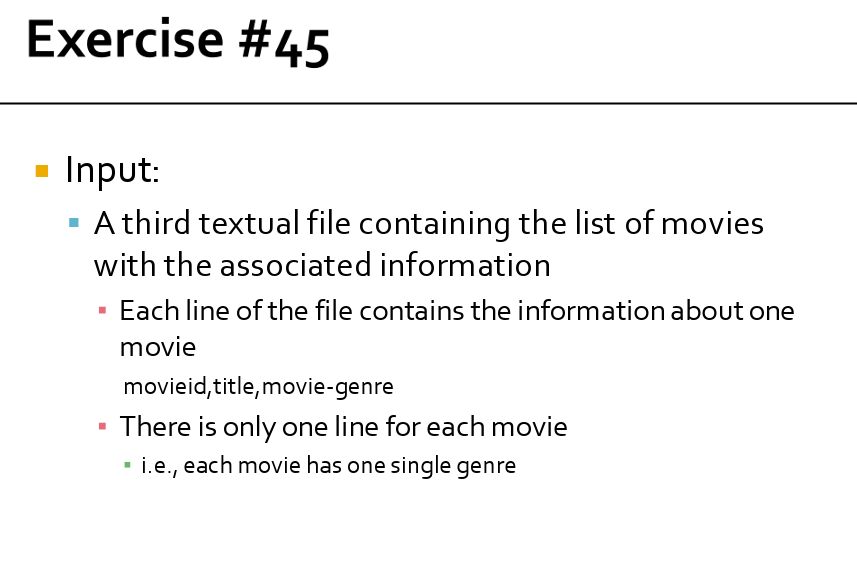 Exercise #45
Input:
A third textual file containing the list of movies
with the associated information
Each line of the file contains the information about one
movie
movieid,title,movie-genre
There is only one line for each movie
i.e., each movie has one single genre